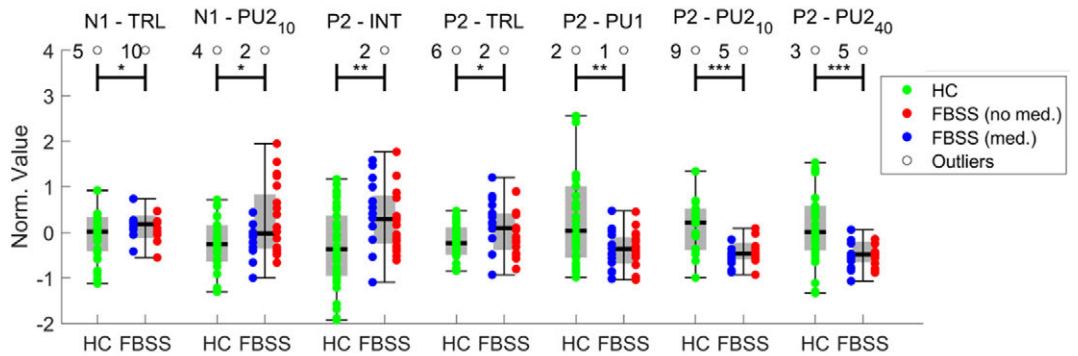 N1 - TRL N1 - PU2₁₀ P2 - INT P2 - TRL P2 - PU1 P2 - PU2₁₀ P2 - PU2₄₀
5 10 4 2 2 6 2 2 1 9 5 3 5
* * ** * ** *** ***
4
3
2
1
0
-1
-2
Norm. Value
HC FBSS HC FBSS HC FBSS HC FBSS HC FBSS HC FBSS HC FBSS
HC
FBSS (no med.)
FBSS (med.)
Outliers